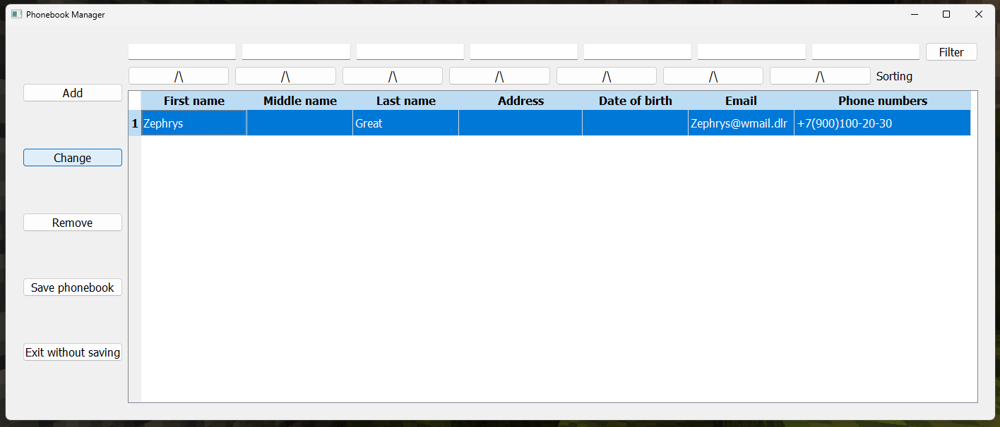 Phonebook Manager
Filter
/\ /\ /\ /\ /\ /\ /\ Sorting
Add
First name Middle name Last name Address Date of birth Email Phone numbers
1 Zephrys Great Zephrys@wmail.dlr +7(900)100-20-30
Change
Remove
Save phonebook
Exit without saving